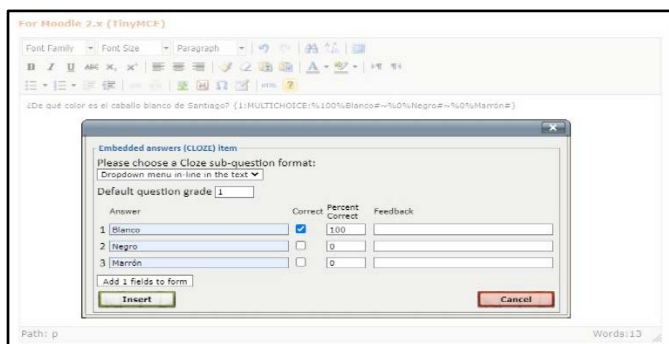 For Moodle 2.x (TinyMCE)
Font Family Font Size Paragraph
B I U ABC
HTML ?
¿De qué color es el caballo blanco de Santiago? {1:MULTICHOICE:%100%Blanco#~%0%Negro#~%0%Marrón#}
Embedded answers (CLOZE) item
Please choose a Cloze sub-question format:
Dropdown menu in-line in the text
Default question grade 1
Answer Correct Percent Correct Feedback
1 Blanco 100
2 Negro 0
3 Marrón 0
Add 1 fields to form
Insert Cancel
Path: p Words:13